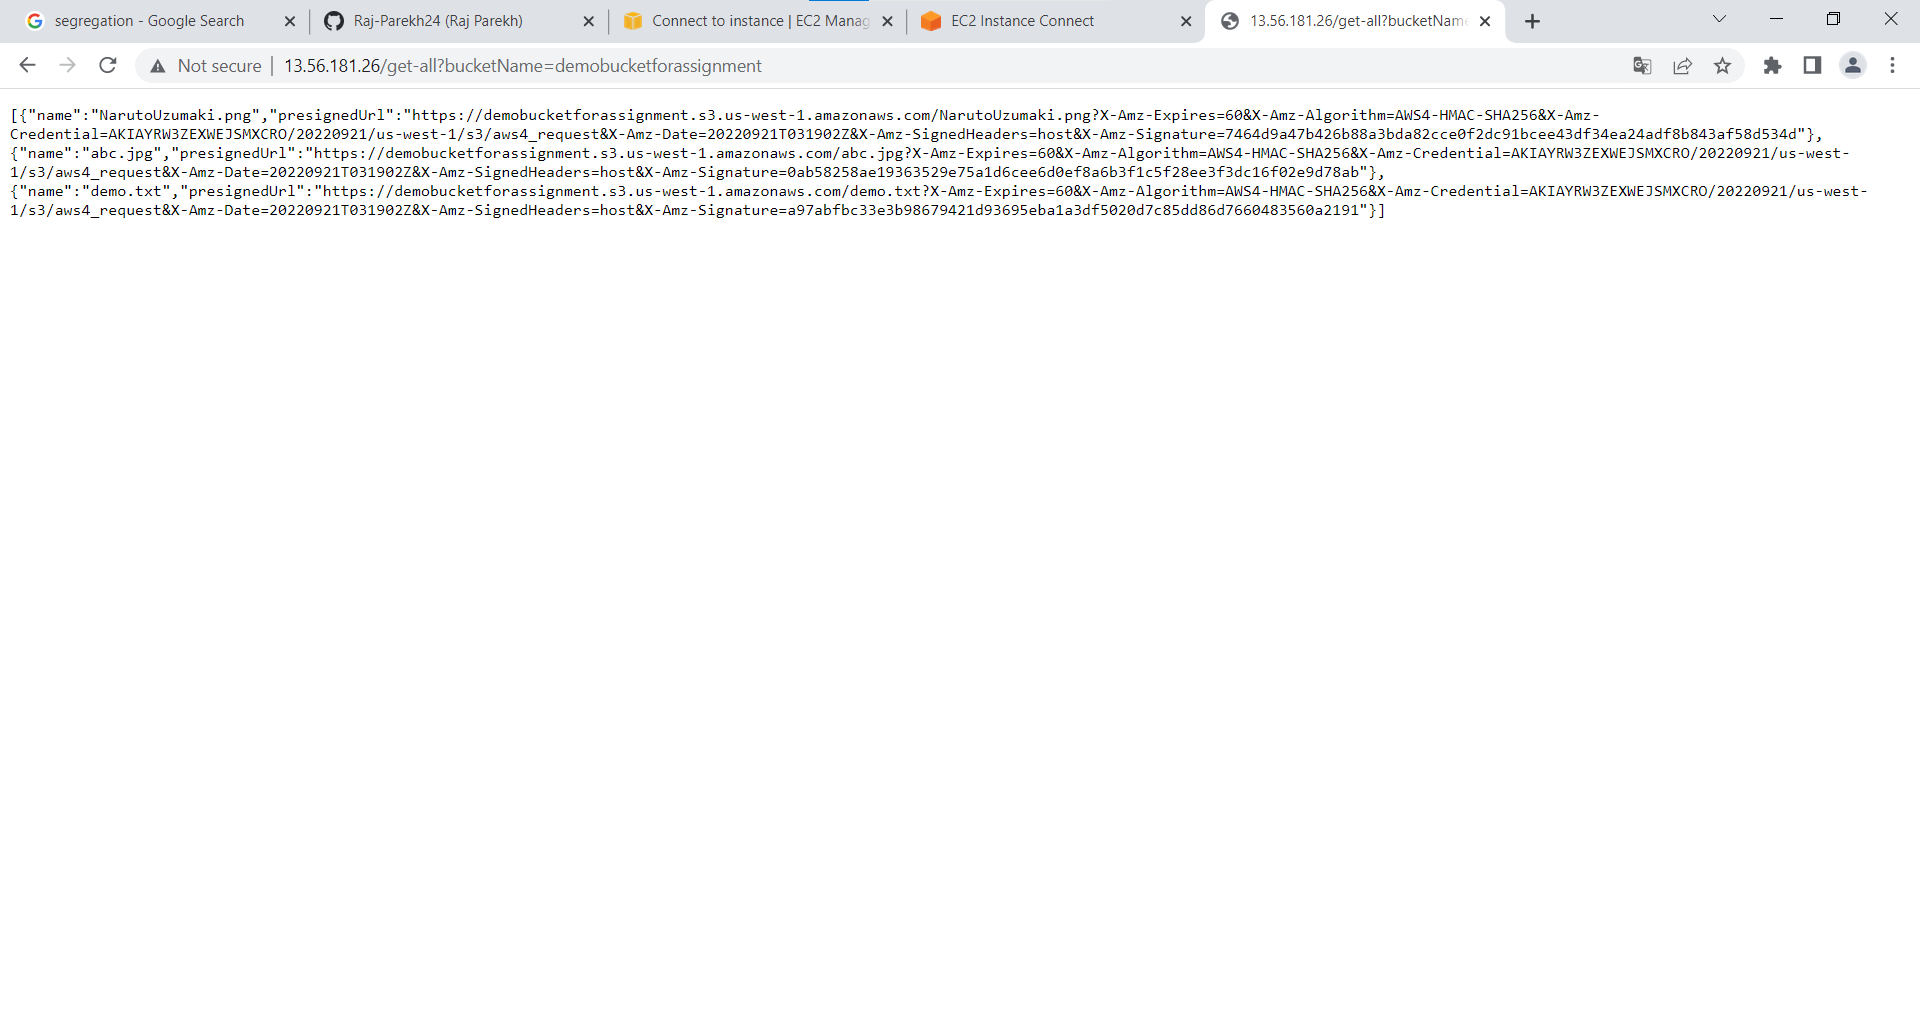 segregation - Google Search
Raj-Parekh24 (Raj Parekh)
Connect to instance | EC2 Manag
EC2 Instance Connect
13.56.181.26/get-all?bucketName
Not secure
13.56.181.26/get-all?bucketName=demobucketforassignment
[{"name":"NarutoUzumaki.png","presignedUrl":"https://demobucketforassignment.s3.us-west-1.amazonaws.com/NarutoUzumaki.png?X-Amz-Expires=60&X-Amz-Algorithm=AWS4-HMAC-SHA256&X-Amz-
Credential=AKIAYRW3ZEXWEJSMXCRO/20220921/us-west-1/s3/aws4_request&X-Amz-Date=20220921T031902Z&X-Amz-SignedHeaders=host&X-Amz-Signature=7464d9a47b426b88a3bda82cce0f2dc91bcee43df34ea24adf8b843af58d534d"},
{"name":"abc.jpg","presignedUrl":"https://demobucketforassignment.s3.us-west-1.amazonaws.com/abc.jpg?X-Amz-Expires=60&X-Amz-Algorithm=AWS4-HMAC-SHA256&X-Amz-Credential=AKIAYRW3ZEXWEJSMXCRO/20220921/us-west-
1/s3/aws4_request&X-Amz-Date=20220921T031902Z&X-Amz-SignedHeaders=host&X-Amz-Signature=0ab58258ae19363529e75a1d6cee6d0ef8a6b3f1c5f28ee3f3dc16f02e9d78ab"},
{"name":"demo.txt","presignedUrl":"https://demobucketforassignment.s3.us-west-1.amazonaws.com/demo.txt?X-Amz-Expires=60&X-Amz-Algorithm=AWS4-HMAC-SHA256&X-Amz-Credential=AKIAYRW3ZEXWEJSMXCRO/20220921/us-west-
1/s3/aws4_request&X-Amz-Date=20220921T031902Z&X-Amz-SignedHeaders=host&X-Amz-Signature=a97abfbc33e3b98679421d93695eba1a3df5020d7c85dd86d7660483560a2191"}]